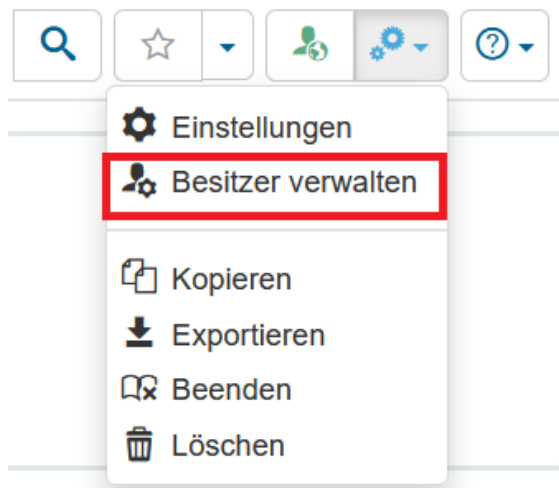 Einstellungen
Besitzer verwalten
Kopieren
Exportieren
Beenden
Löschen